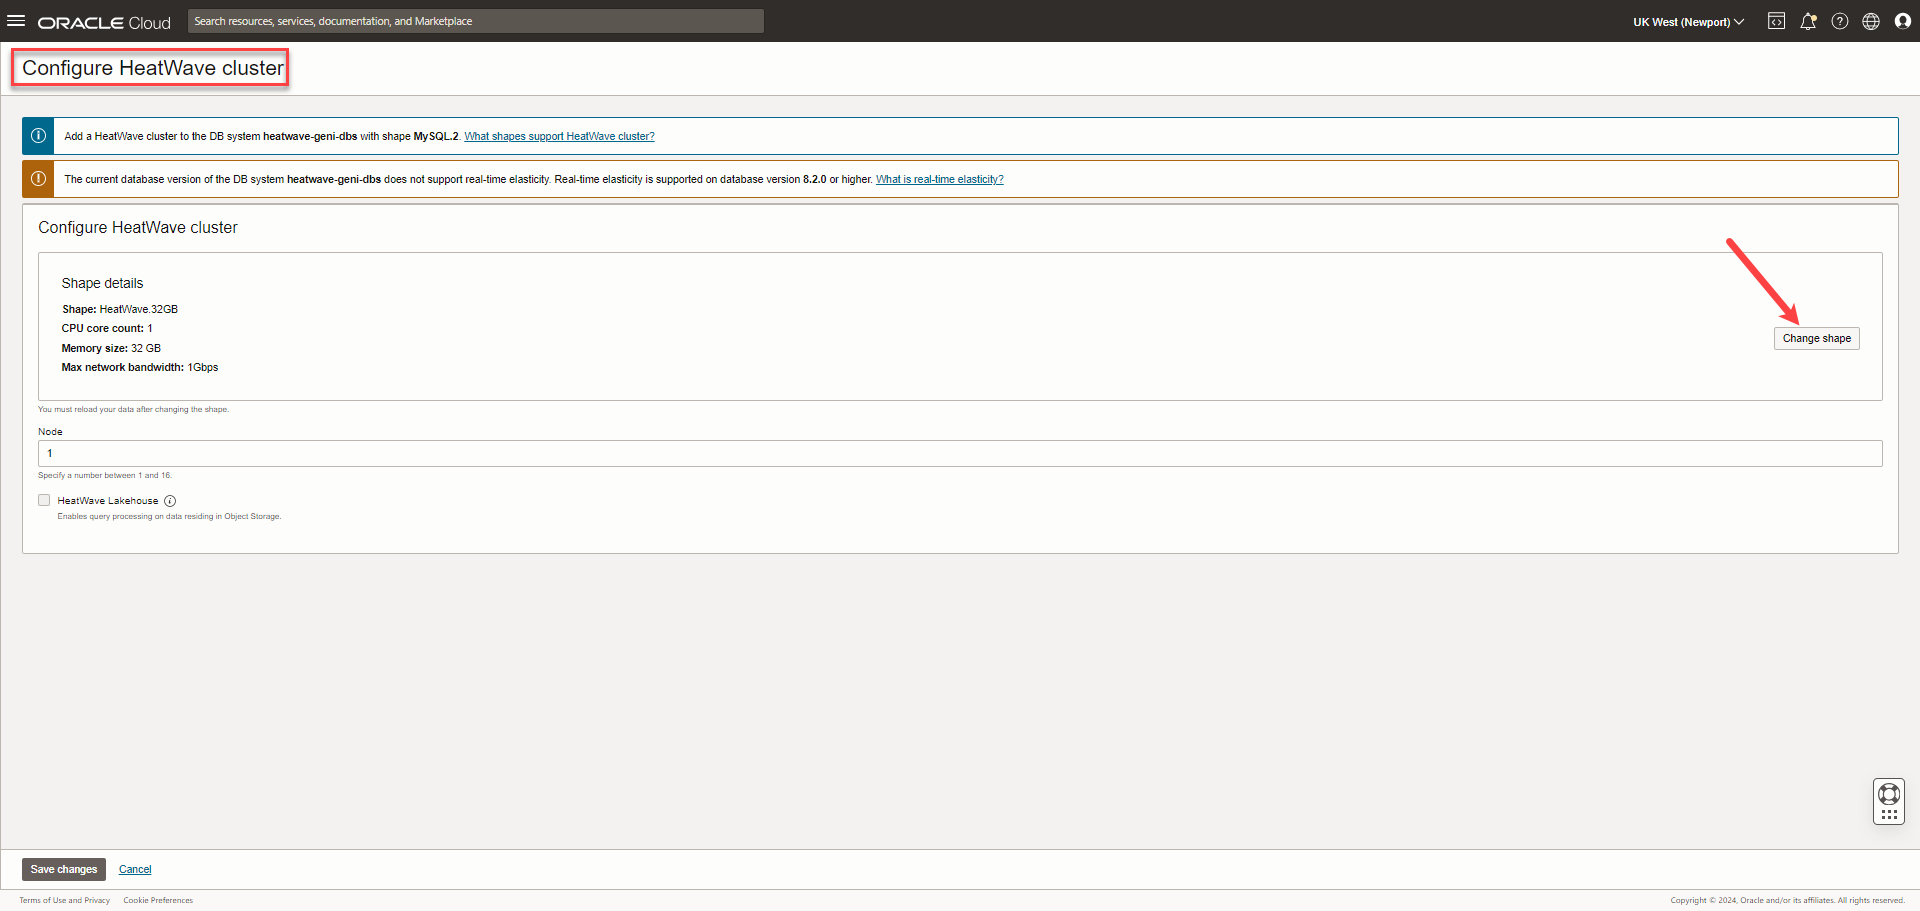 ORACLE Cloud
Search resources, services, documentation, and Marketplace
UK West (Newport)
Configure HeatWave cluster
Add a HeatWave cluster to the DB system heatwave-geni-dbs with shape MySQL.2. What shapes support HeatWave cluster?
The current database version of the DB system heatwave-geni-dbs does not support real-time elasticity. Real-time elasticity is supported on database version 8.2.0 or higher. What is real-time elasticity?
Configure HeatWave cluster
Shape details
Shape: HeatWave.32GB
CPU core count: 1
Memory size: 32 GB
Max network bandwidth: 1Gbps
Change shape
You must reload your data after changing the shape.
Node
1
Specify a number between 1 and 16.
HeatWave Lakehouse
Enables query processing on data residing in Object Storage.
Save changes Cancel
Terms of Use and Privacy Cookie Preferences
Copyright © 2024, Oracle and/or its affiliates. All rights reserved.